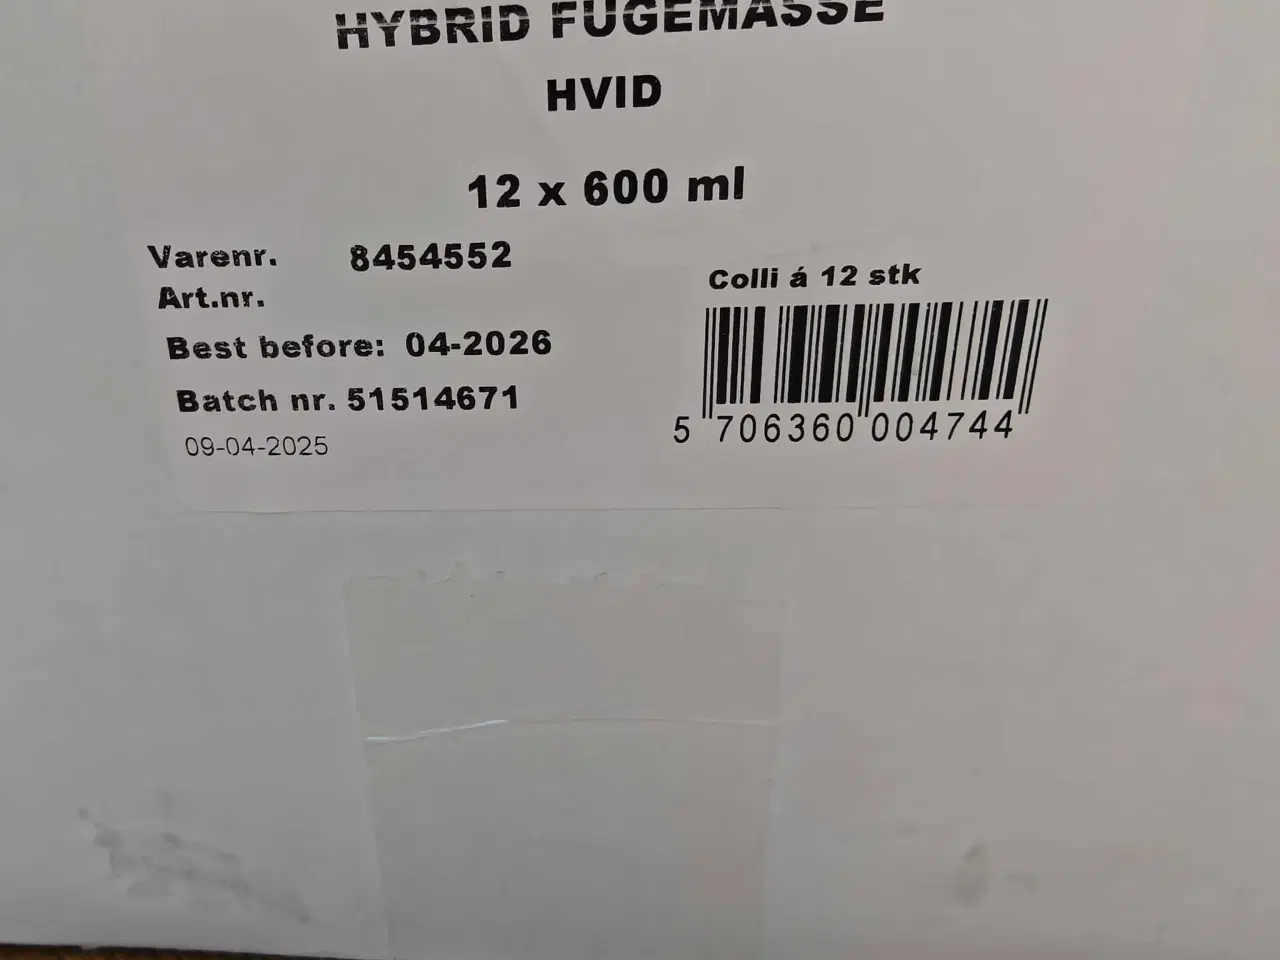 HYBRID FUGEMASSE
HVID
12 x 600 ml
Varenr. 8454552
Art.nr.
Best before: 04-2026
Batch nr. 51514671
09-04-2025
Colli á 12 stk
5 706360 004744